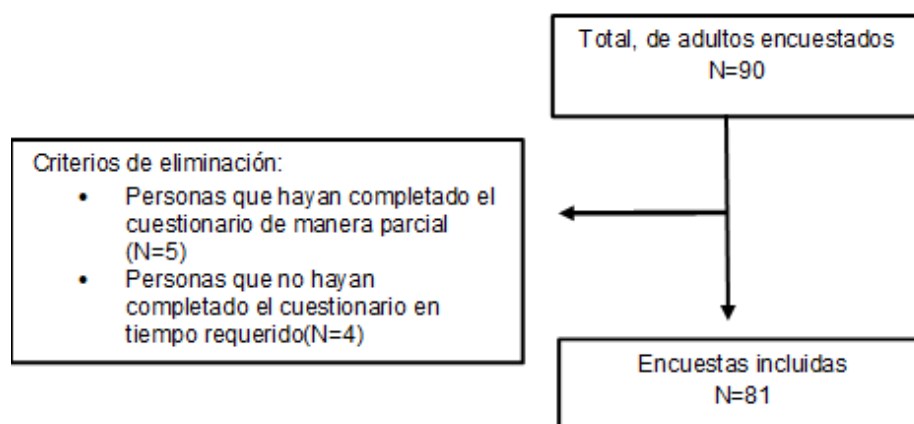 Total, de adultos encuestados
N=90
Criterios de eliminación:
• Personas que hayan completado el
cuestionario de manera parcial
(N=5)
• Personas que no hayan
completado el cuestionario en
tiempo requerido(N=4)
Encuestas incluidas
N=81